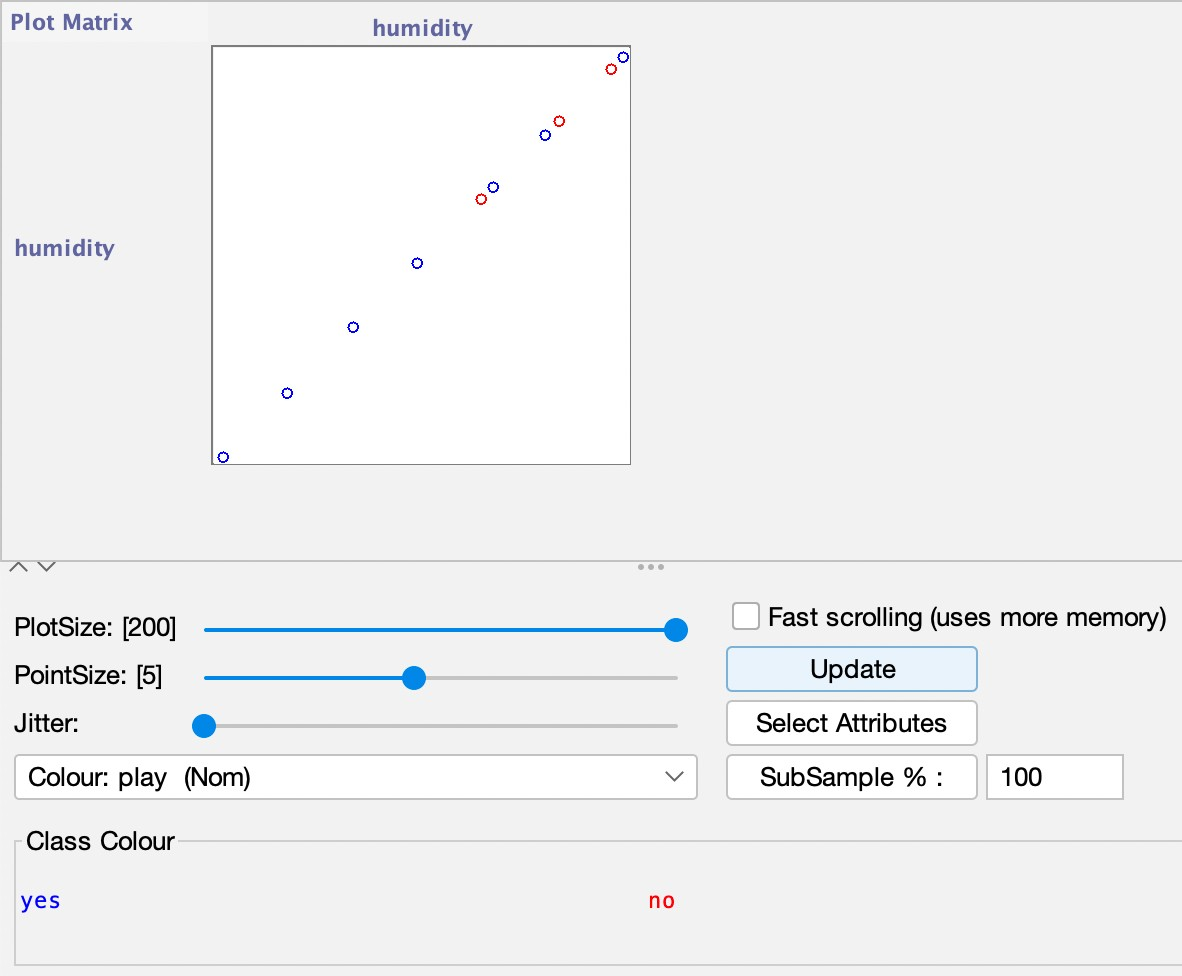 Plot Matrix
humidity
humidity
PlotSize: [200]
Fast scrolling (uses more memory)
PointSize: [5]
Update
Jitter:
Select Attributes
Colour: play  (Nom)
SubSample % :
100
Class Colour
yes
no